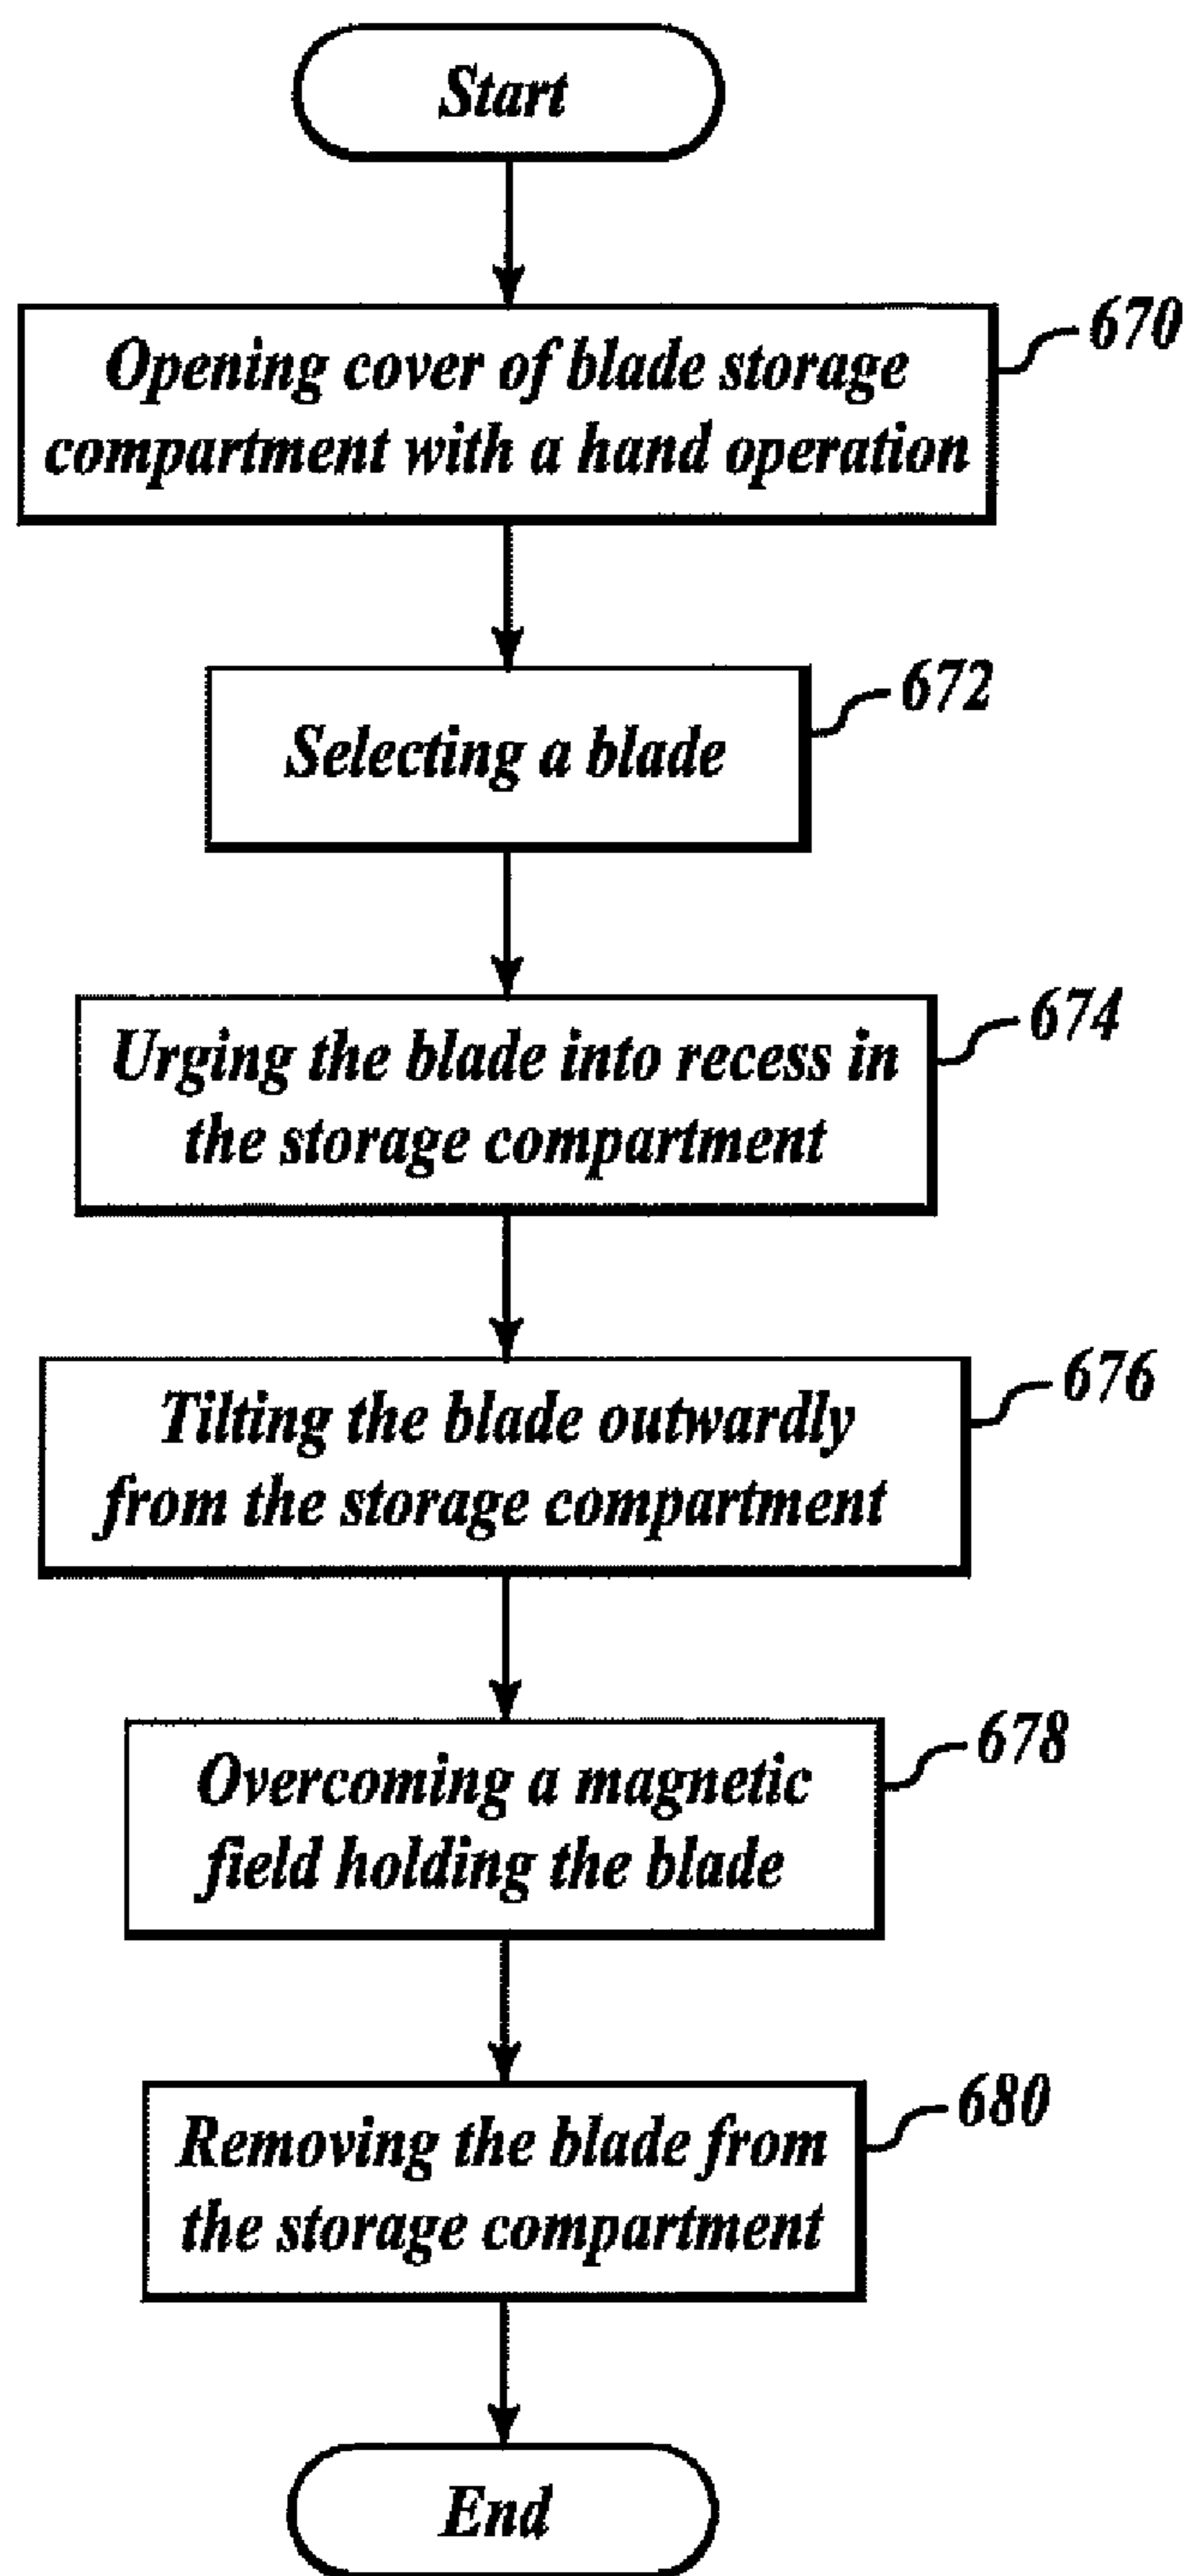 Start
670
Opening cover of blade storage
compartment with a hand operation
672
Selecting a blade
674
Urging the blade into recess in
the storage compartment
676
Tilting the blade outwardly
from the storage compartment
678
Overcoming a magnetic
field holding the blade
680
Removing the blade from
the storage compartment
End